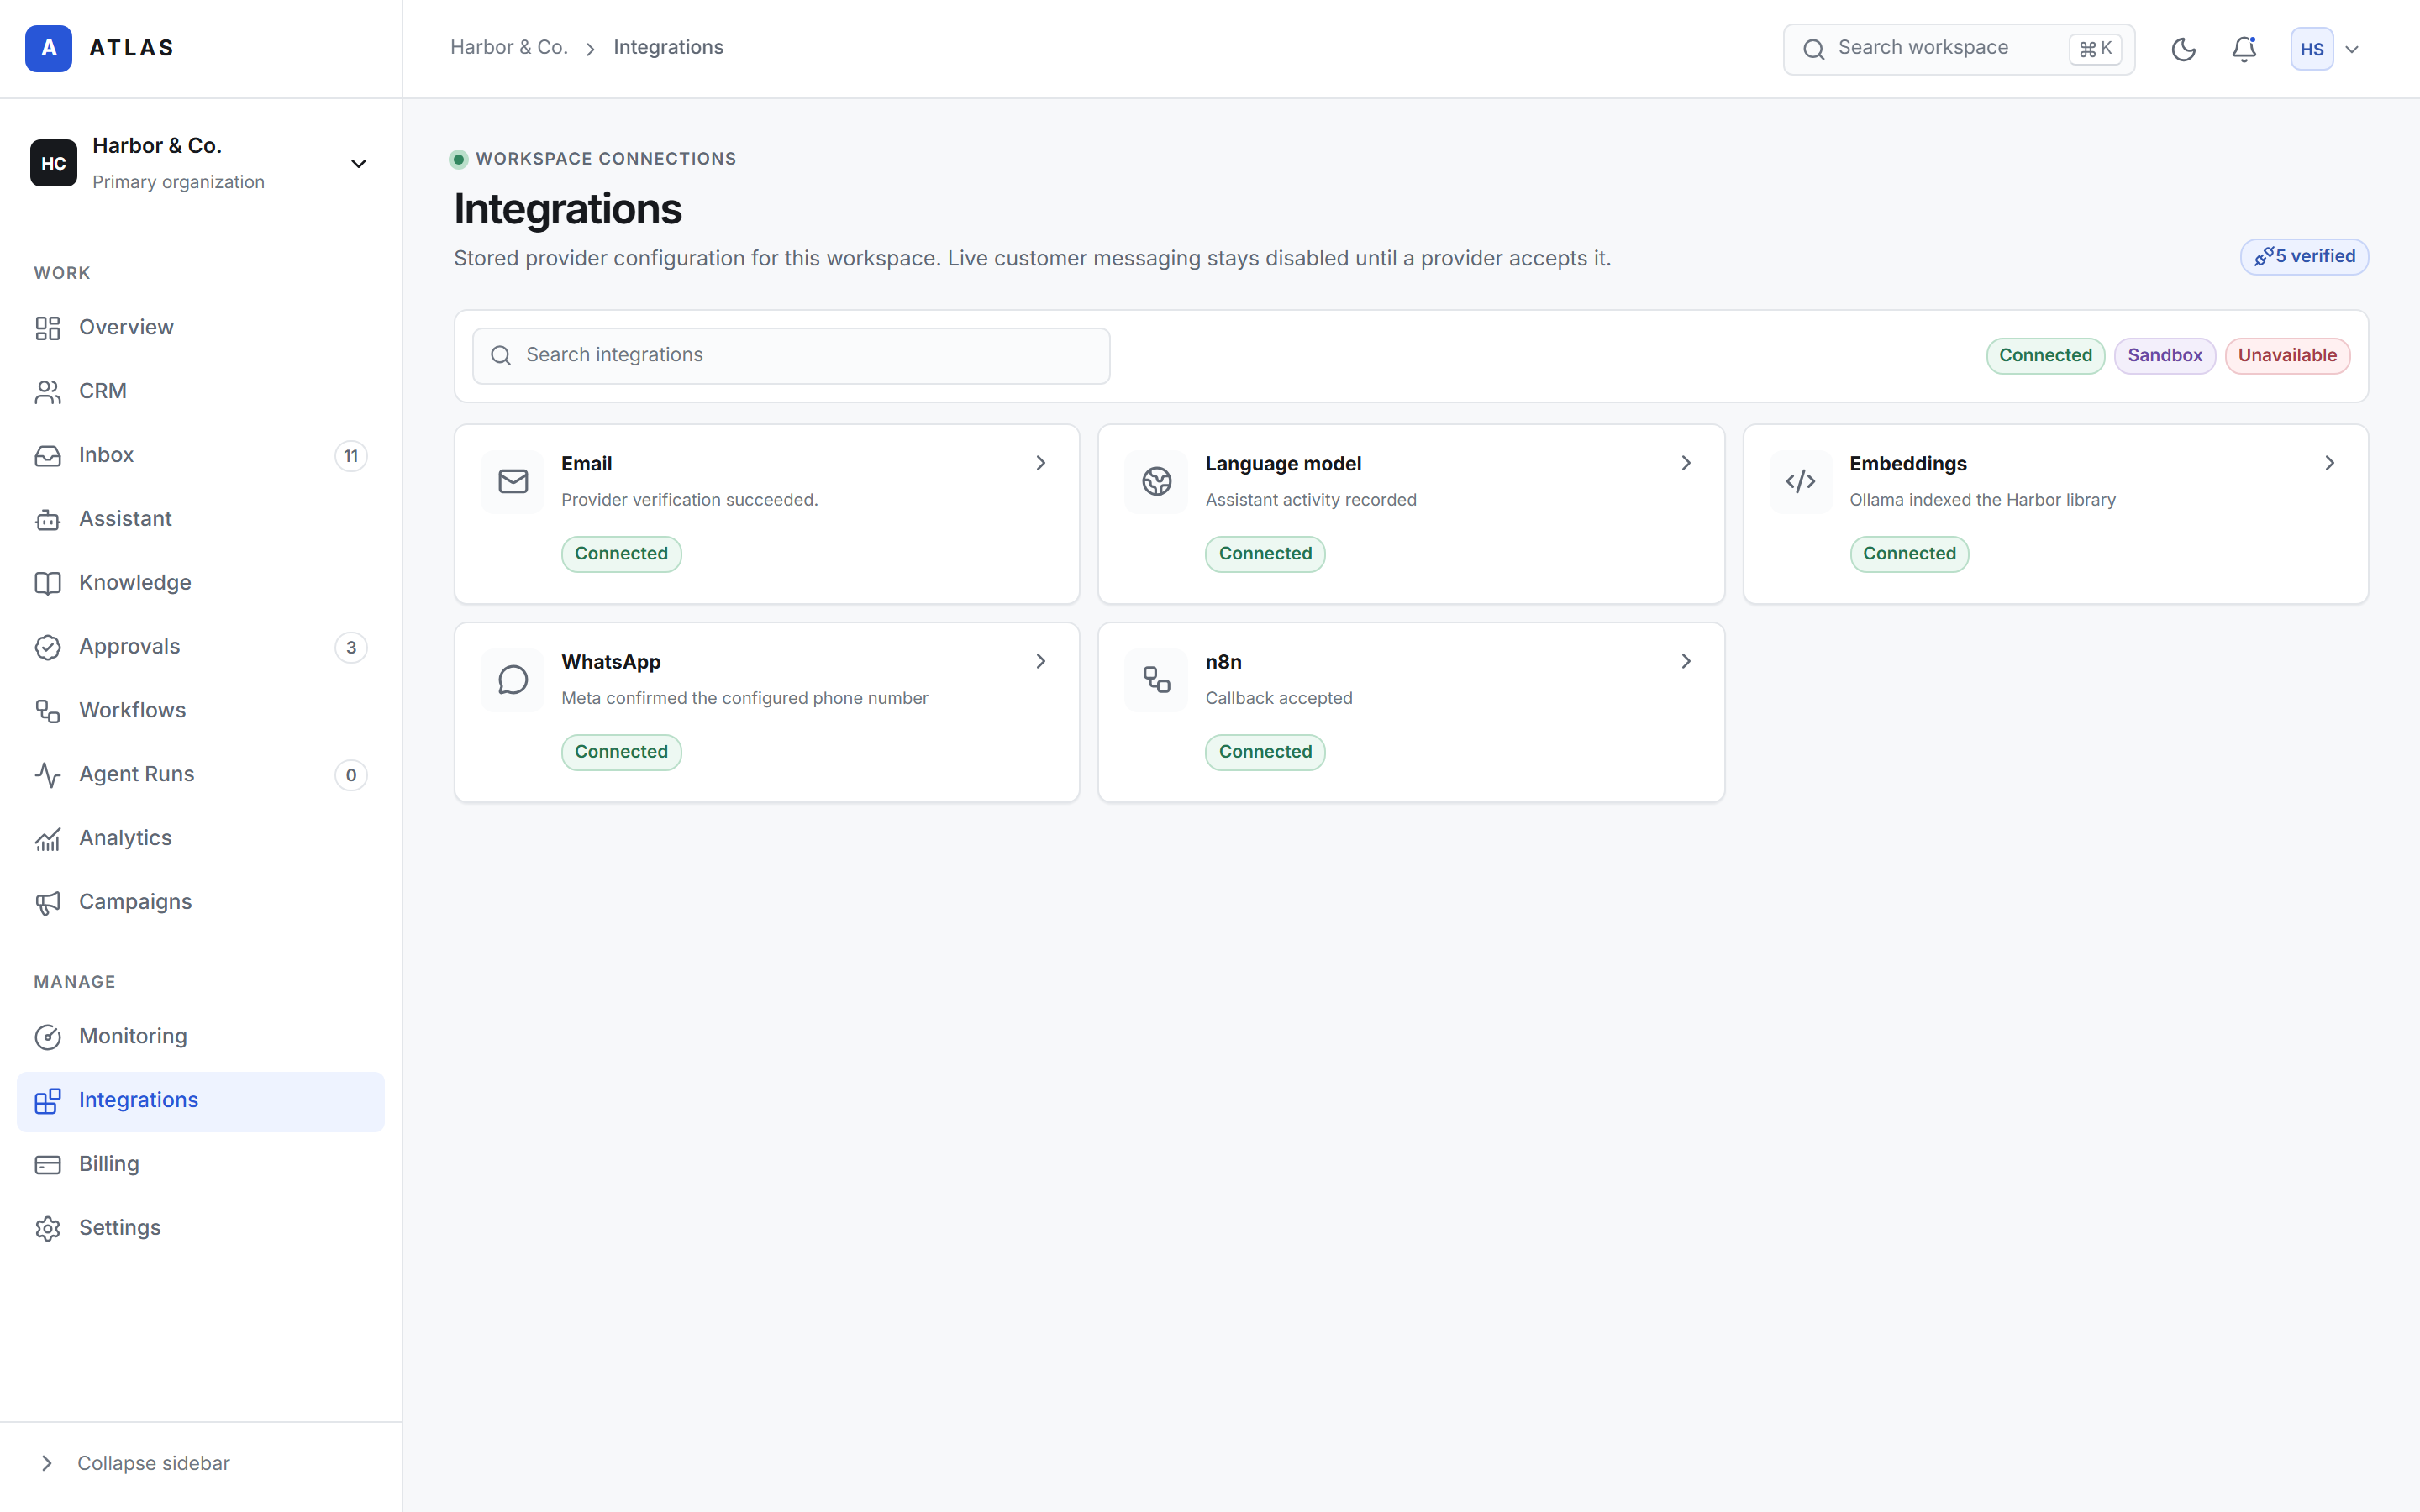 A ATLAS
Harbor & Co. Integrations
Search workspace ⌘ K
HS
HC
Harbor & Co.
Primary organization
WORK
Overview
CRM
Inbox 11
Assistant
Knowledge
Approvals 3
Workflows
Agent Runs 0
Analytics
Campaigns
MANAGE
Monitoring
Integrations
Billing
Settings
Collapse sidebar
WORKSPACE CONNECTIONS
Integrations
Stored provider configuration for this workspace. Live customer messaging stays disabled until a provider accepts it.
5 verified
Search integrations
Connected Sandbox Unavailable
Email
Provider verification succeeded.
Connected
Language model
Assistant activity recorded
Connected
Embeddings
Ollama indexed the Harbor library
Connected
WhatsApp
Meta confirmed the configured phone number
Connected
n8n
Callback accepted
Connected